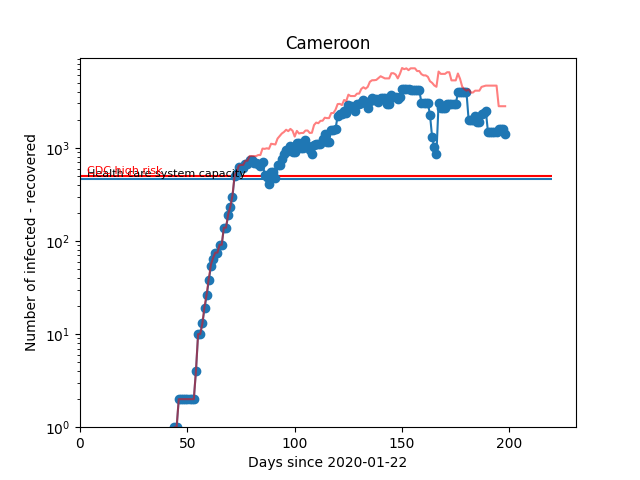 Cameroon
Number of infected - recovered
10^3
10^2
10^1
10^0
CDC high risk
Health care system capacity
0 50 100 150 200
Days since 2020-01-22